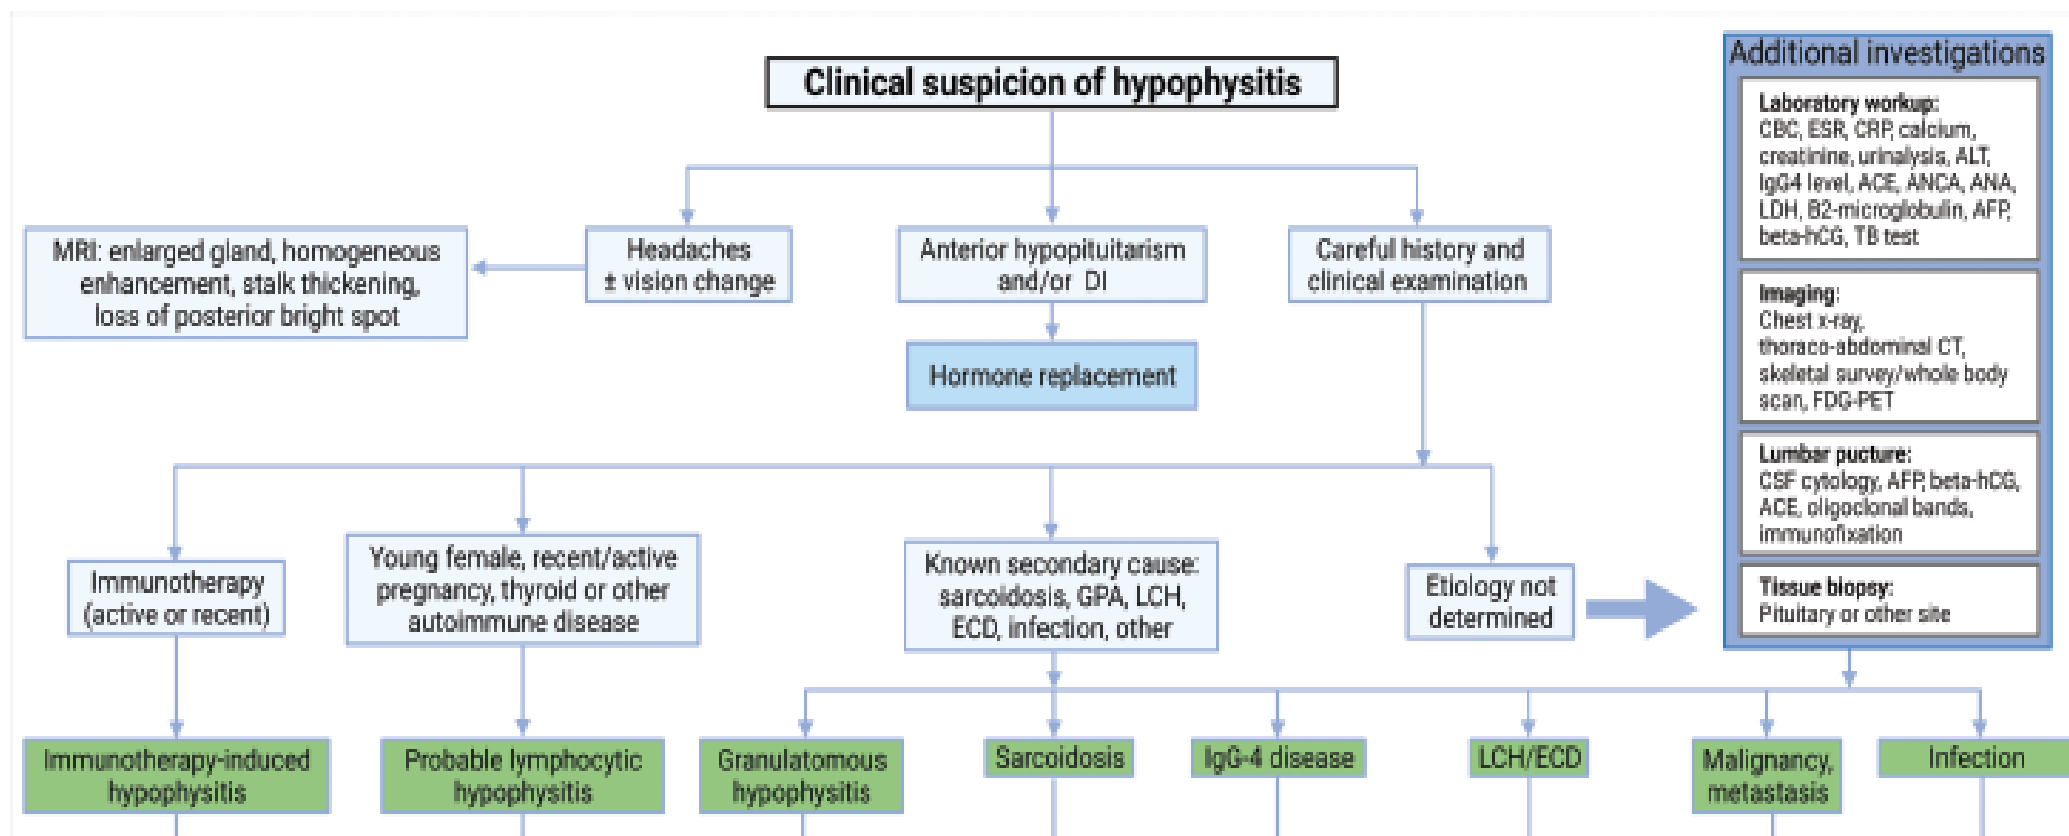 Clinical suspicion of hypophysitis
MRI: enlarged gland, homogeneous
enhancement, stalk thickening,
loss of posterior bright spot
Headaches
± vision change
Anterior hypopituitarism
and/or DI
Careful history and
clinical examination
Hormone replacement
Immunotherapy
(active or recent)
Young female, recent/active
pregnancy, thyroid or other
autoimmune disease
Known secondary cause:
sarcoidosis, GPA, LCH,
ECD, infection, other
Etiology not
determined
Additional investigations
Laboratory workup:
CBC, ESR, CRP, calcium,
creatinine, urinalysis, ALT,
IgG4 level, ACE, ANCA, ANA,
LDH, B2-microglobulin, AFP,
beta-hCG, TB test
Imaging:
Chest x-ray,
thoraco-abdominal CT,
skeletal survey/whole body
scan, FDG-PET
Lumbar pucture:
CSF cytology, AFP, beta-hCG,
ACE, oligoclonal bands,
immunofixation
Tissue biopsy:
Pituitary or other site
Immunotherapy-induced
hypophysitis
Probable lymphocytic
hypophysitis
Granulatomous
hypophysitis
Sarcoidosis
IgG-4 disease
LCH/ECD
Malignancy,
metastasis
Infection